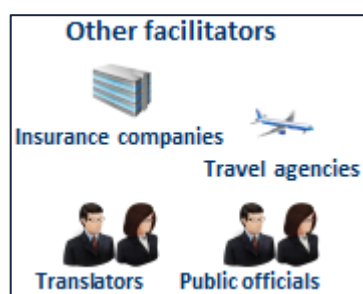 Other facilitators
Insurance companies
Travel agencies
Translators Public officials